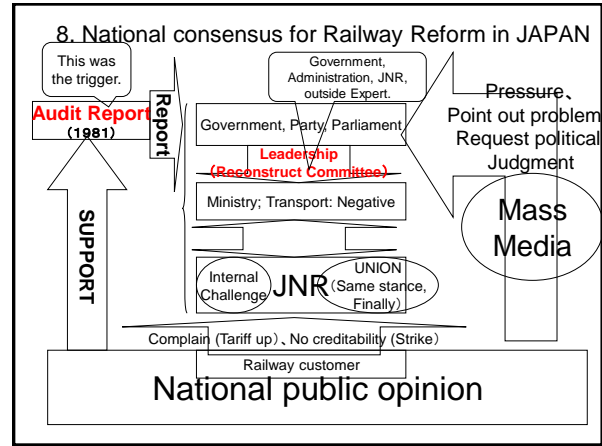 8. National consensus for Railway Reform in JAPAN
This was
the trigger.
Audit Report
(1981)
Report
Government,
Administration, JNR,
outside Expert.
Government, Party, Parliament
Leadership
(Reconstruct Committee)
Ministry; Transport: Negative
Internal
Challenge
JNR
UNION
(Same stance,
Finally)
Pressure、
Point out problem
Request political
Judgment
Mass
Media
SUPPORT
Complain (Tariff up)、No creditability (Strike)
Railway customer
National public opinion